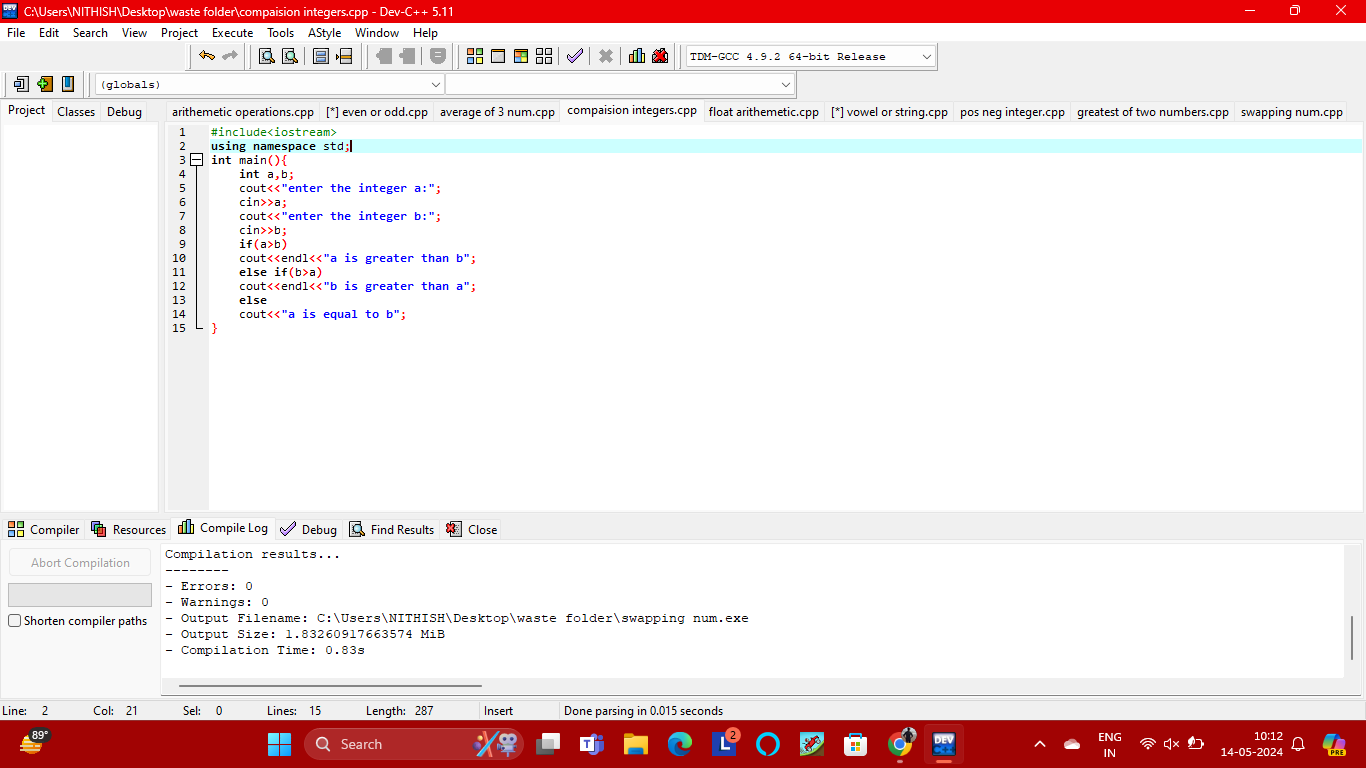 C:\Users\NITHISH\Desktop\waste folder\compaision integers.cpp - Dev-C++ 5.11
File Edit Search View Project Execute Tools AStyle Window Help
TDM-GCC 4.9.2 64-bit Release
(globals)
Project Classes Debug
arithemetic operations.cpp [*] even or odd.cpp average of 3 num.cpp compaision integers.cpp float arithemetic.cpp [*] vowel or string.cpp pos neg integer.cpp greatest of two numbers.cpp swapping num.cpp
1 #include<iostream>
2 using namespace std;
3 int main(){
4 int a,b;
5 cout<<"enter the integer a:";
6 cin>>a;
7 cout<<"enter the integer b:";
8 cin>>b;
9 if(a>b)
10 cout<<endl<<"a is greater than b";
11 else if(b>a)
12 cout<<endl<<"b is greater than a";
13 else
14 cout<<"a is equal to b";
15 }
Compiler Resources Compile Log Debug Find Results Close
Abort Compilation
Shorten compiler paths
Compilation results...
--------
- Errors: 0
- Warnings: 0
- Output Filename: C:\Users\NITHISH\Desktop\waste folder\swapping num.exe
- Output Size: 1.83260917663574 MiB
- Compilation Time: 0.83s
Line: 2 Col: 21 Sel: 0 Lines: 15 Length: 287 Insert Done parsing in 0.015 seconds
89°
Search
2
ENG
IN
10:12
14-05-2024
PRE